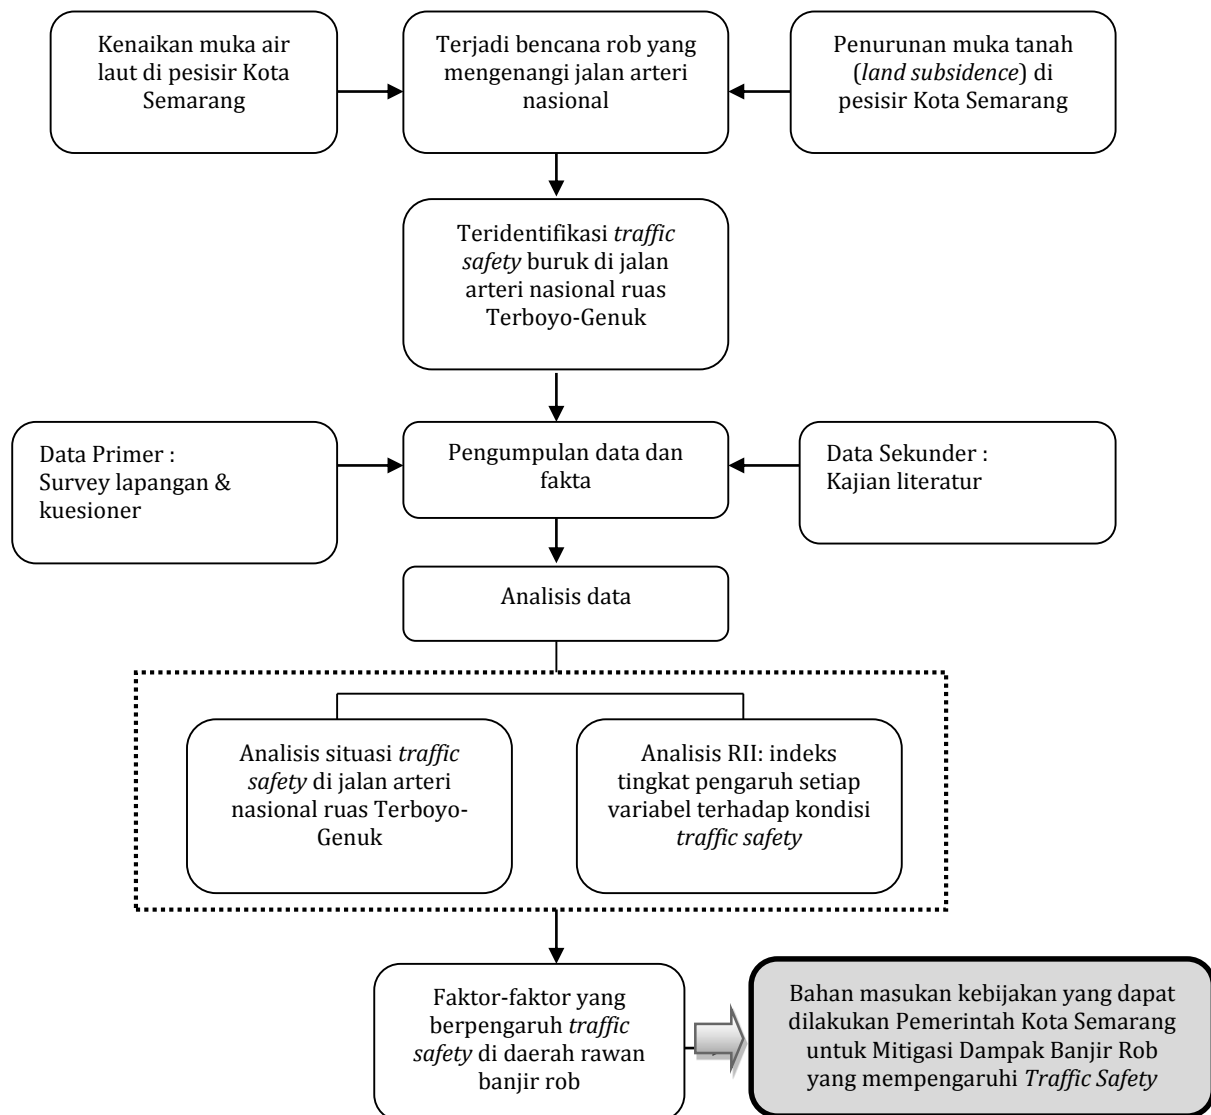 Kenaikan muka air
laut di pesisir Kota
Semarang
Terjadi bencana rob yang
mengenangi jalan arteri
nasional
Penurunan muka tanah
(land subsidence) di
pesisir Kota Semarang
Teridentifikasi traffic
safety buruk di jalan
arteri nasional ruas
Terboyo-Genuk
Data Primer :
Survey lapangan &
kuesioner
Pengumpulan data dan
fakta
Data Sekunder :
Kajian literatur
Analisis data
Analisis situasi traffic
safety di jalan arteri
nasional ruas Terboyo-
Genuk
Analisis RII: indeks
tingkat pengaruh setiap
variabel terhadap kondisi
traffic safety
Faktor-faktor yang
berpengaruh traffic
safety di daerah rawan
banjir rob
Bahan masukan kebijakan yang dapat
dilakukan Pemerintah Kota Semarang
untuk Mitigasi Dampak Banjir Rob
yang mempengaruhi Traffic Safety